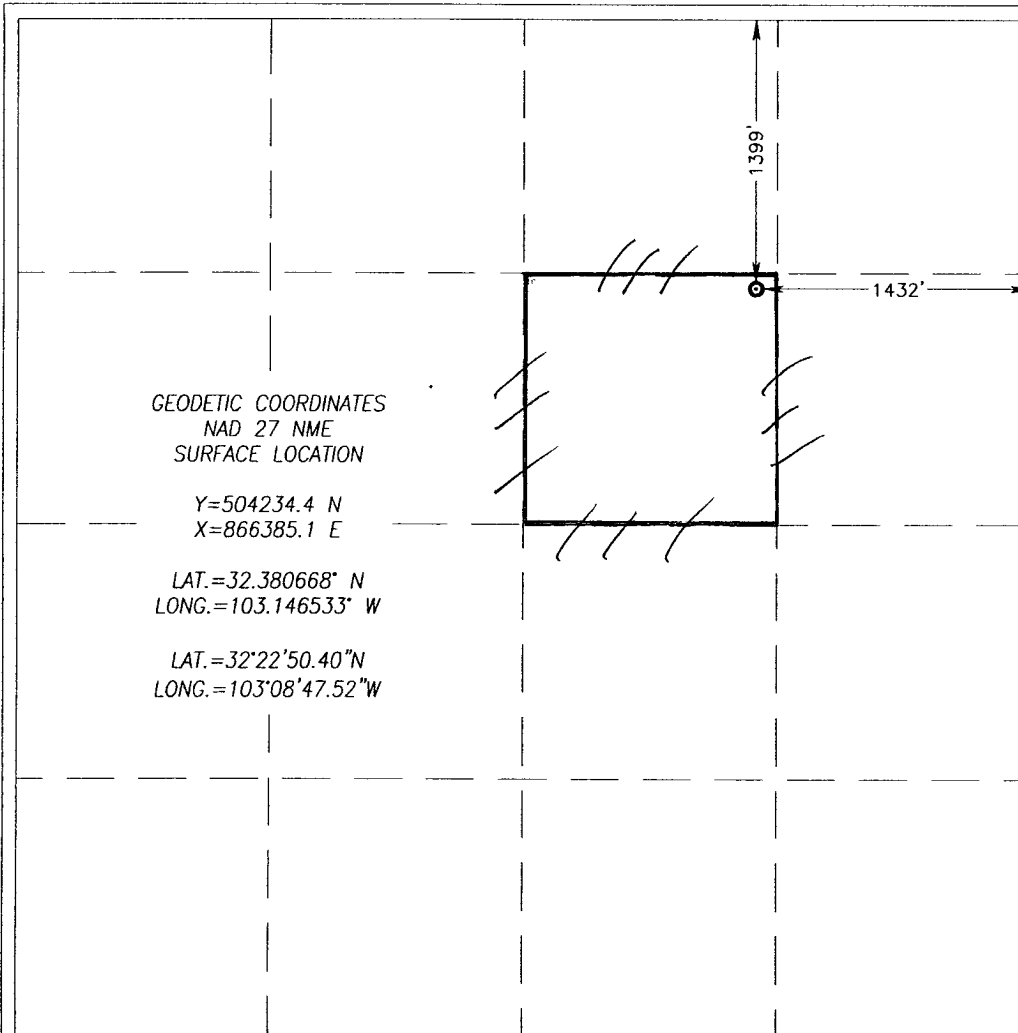 1399'
1432'
GEODETIC COORDINATES
NAD 27 NME
SURFACE LOCATION
Y=504234.4 N
X=866385.1 E
LAT.=32.380668° N
LONG.=103.146533° W
LAT.=32°22'50.40"N
LONG.=103°08'47.52"W